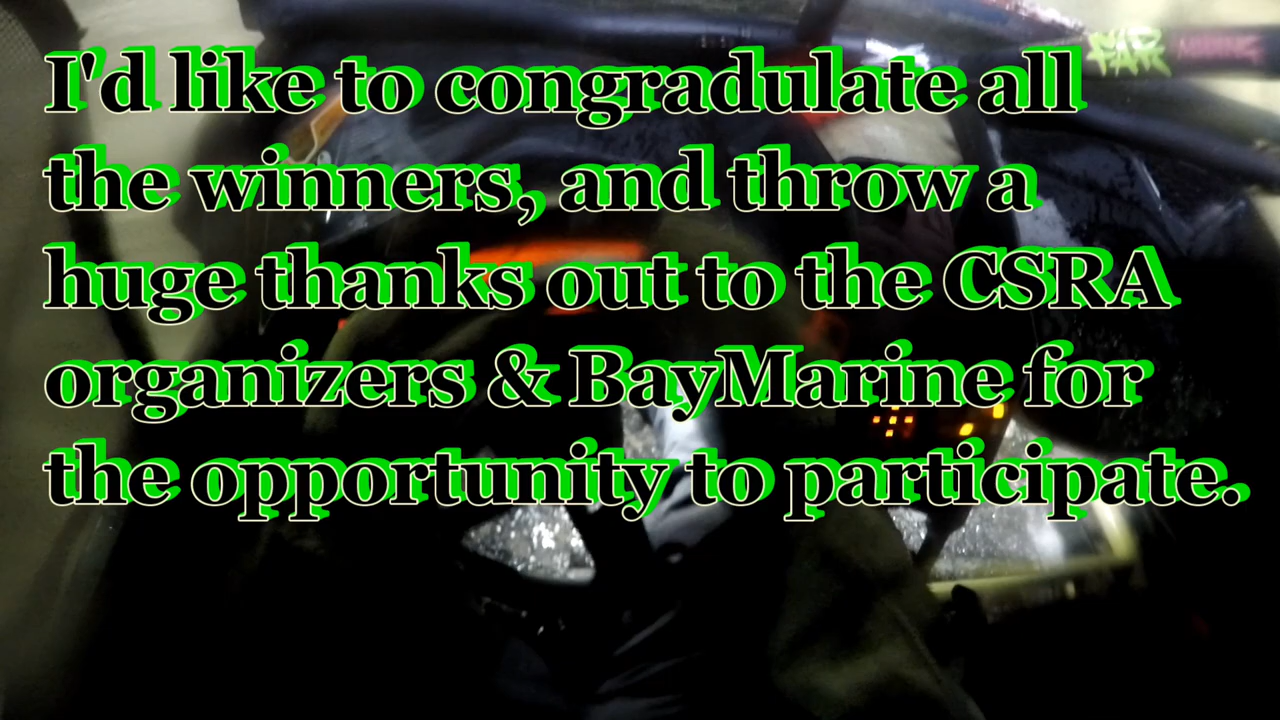 I'd like to congradulate all
the winners, and throw a
huge thanks out to the CSRA
organizers & BayMarine for
the opportunity to participate.